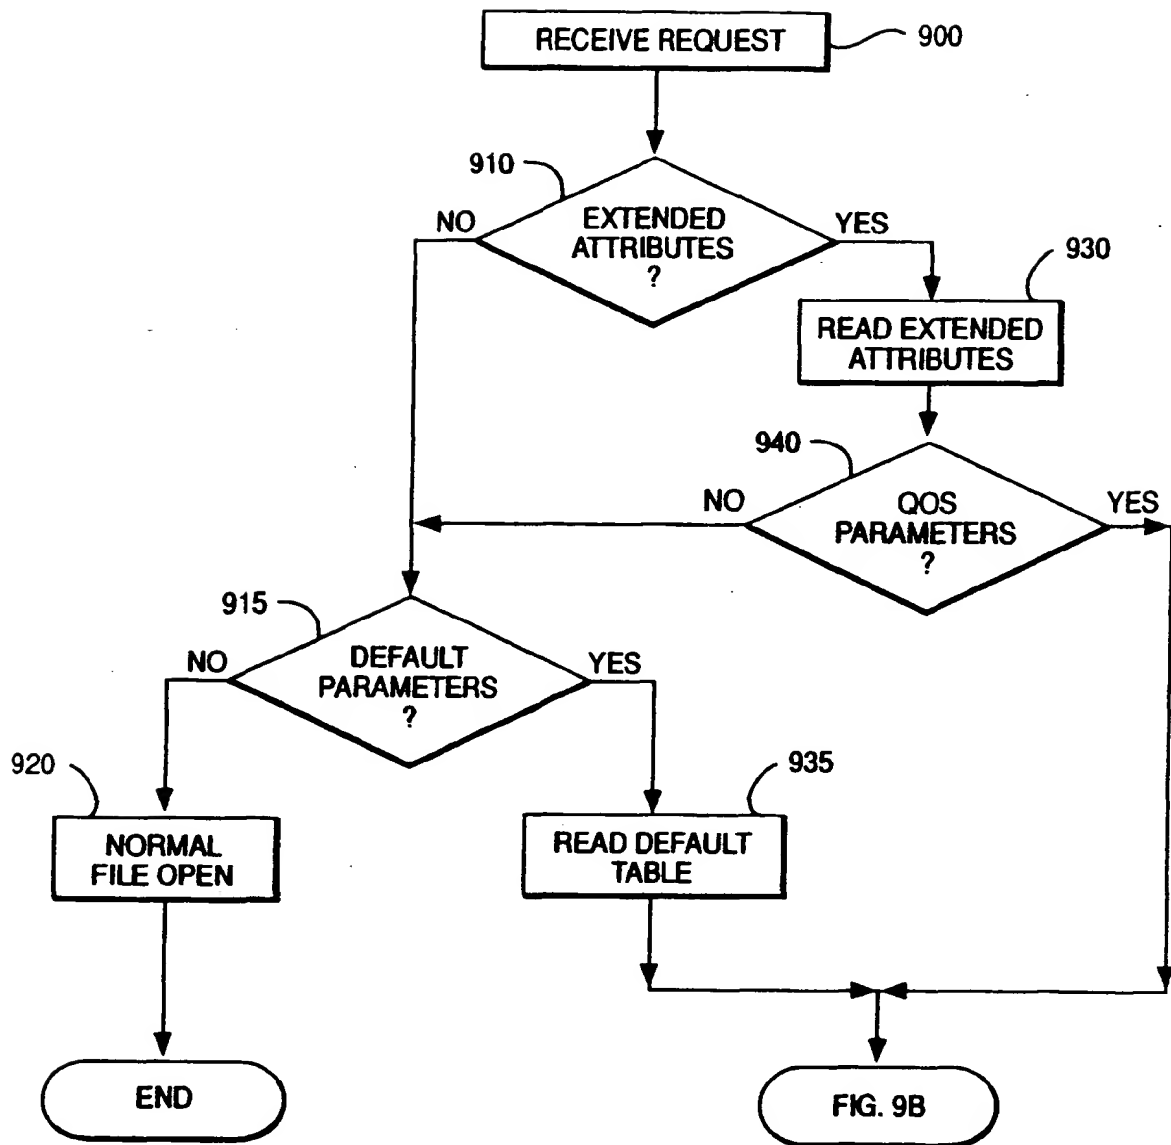 RECEIVE REQUEST
900
910
NO
EXTENDED
ATTRIBUTES
?
YES
930
READ EXTENDED
ATTRIBUTES
940
NO
QOS
PARAMETERS
?
YES
915
NO
DEFAULT
PARAMETERS
?
YES
920
NORMAL
FILE OPEN
935
READ DEFAULT
TABLE
END
FIG. 9B